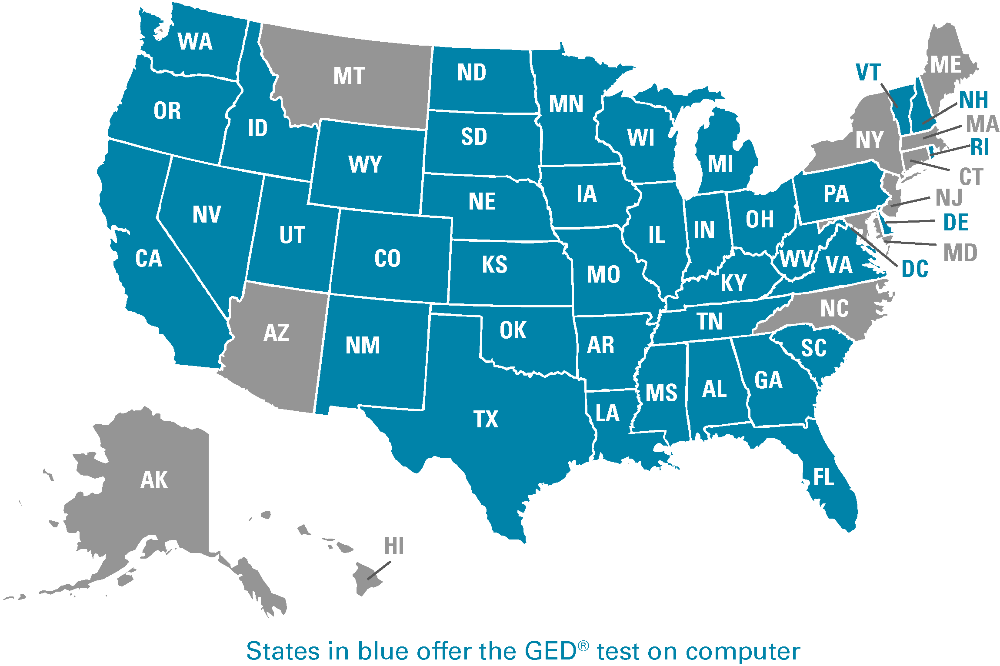 WA
MT
ND
MN
ME
VT
NH
OR
ID
SD
WI
MA
NY
RI
WY
MI
CT
NE
IA
PA
NJ
NV
UT
IL
IN
OH
DE
CA
CO
KS
MO
WV
VA
MD
DC
KY
AZ
NM
OK
AR
TN
NC
SC
TX
LA
MS
AL
GA
FL
AK
HI
States in blue offer the GED® test on computer